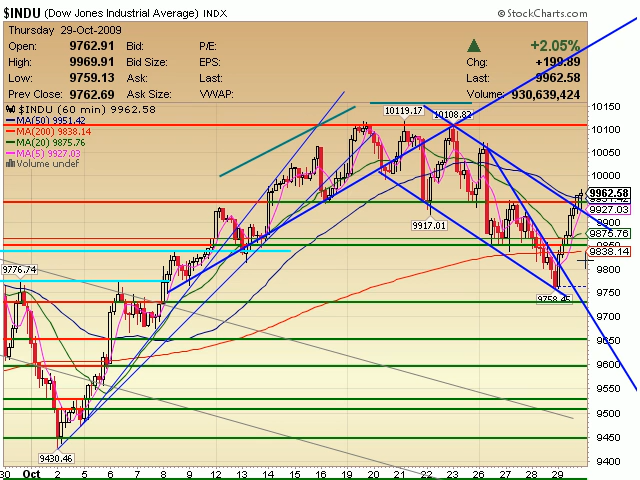 $INDU (Dow Jones Industrial Average) INDX © StockCharts.com
Thursday 29-Oct-2009
Open: 9762.91 Bid: P/E: +2.05%
High: 9969.91 Bid Size: EPS: Chg: +199.89
Low: 9759.13 Ask: Last: Last: 9962.58
Prev Close: 9762.69 Ask Size: VWAP: Volume: 930,639,424
$INDU (60 min) 9962.58
MA(50) 9951.42
MA(200) 9838.14
MA(20) 9875.76
MA(5) 9927.03
Volume undef
10119.17
10108.82
9917.01
9776.74
9758.45
9430.46
10150
10100
10050
10000
9962.58
9927.03
9900
9875.76
9838.14
9800
9750
9700
9650
9600
9550
9500
9450
9400
30 Oct 2 5 6 7 8 9 12 13 14 15 16 19 20 21 22 23 26 27 28 29